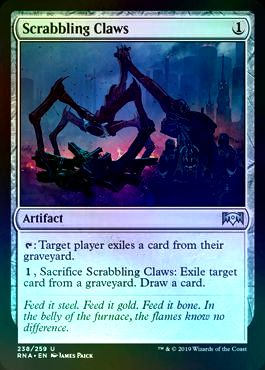 Scrabbling Claws 1
Artifact
: Target player exiles a card from their
graveyard.
1, Sacrifice Scrabbling Claws: Exile target
card from a graveyard. Draw a card.
Feed it steel. Feed it gold. Feed it bone. In
the belly of the furnace, the flames know no
difference.
238/259 U
RNA • EN James Paick
™ & © 2019 Wizards of the Coast